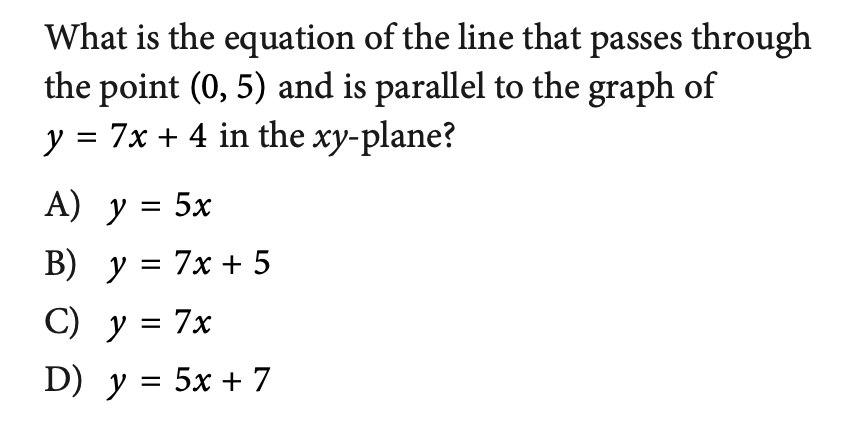 What is the equation of the line that passes through
the point (0, 5) and is parallel to the graph of
y = 7x + 4 in the xy-plane?
A) y = 5x
B) y = 7x + 5
C) y = 7x
D) y = 5x + 7